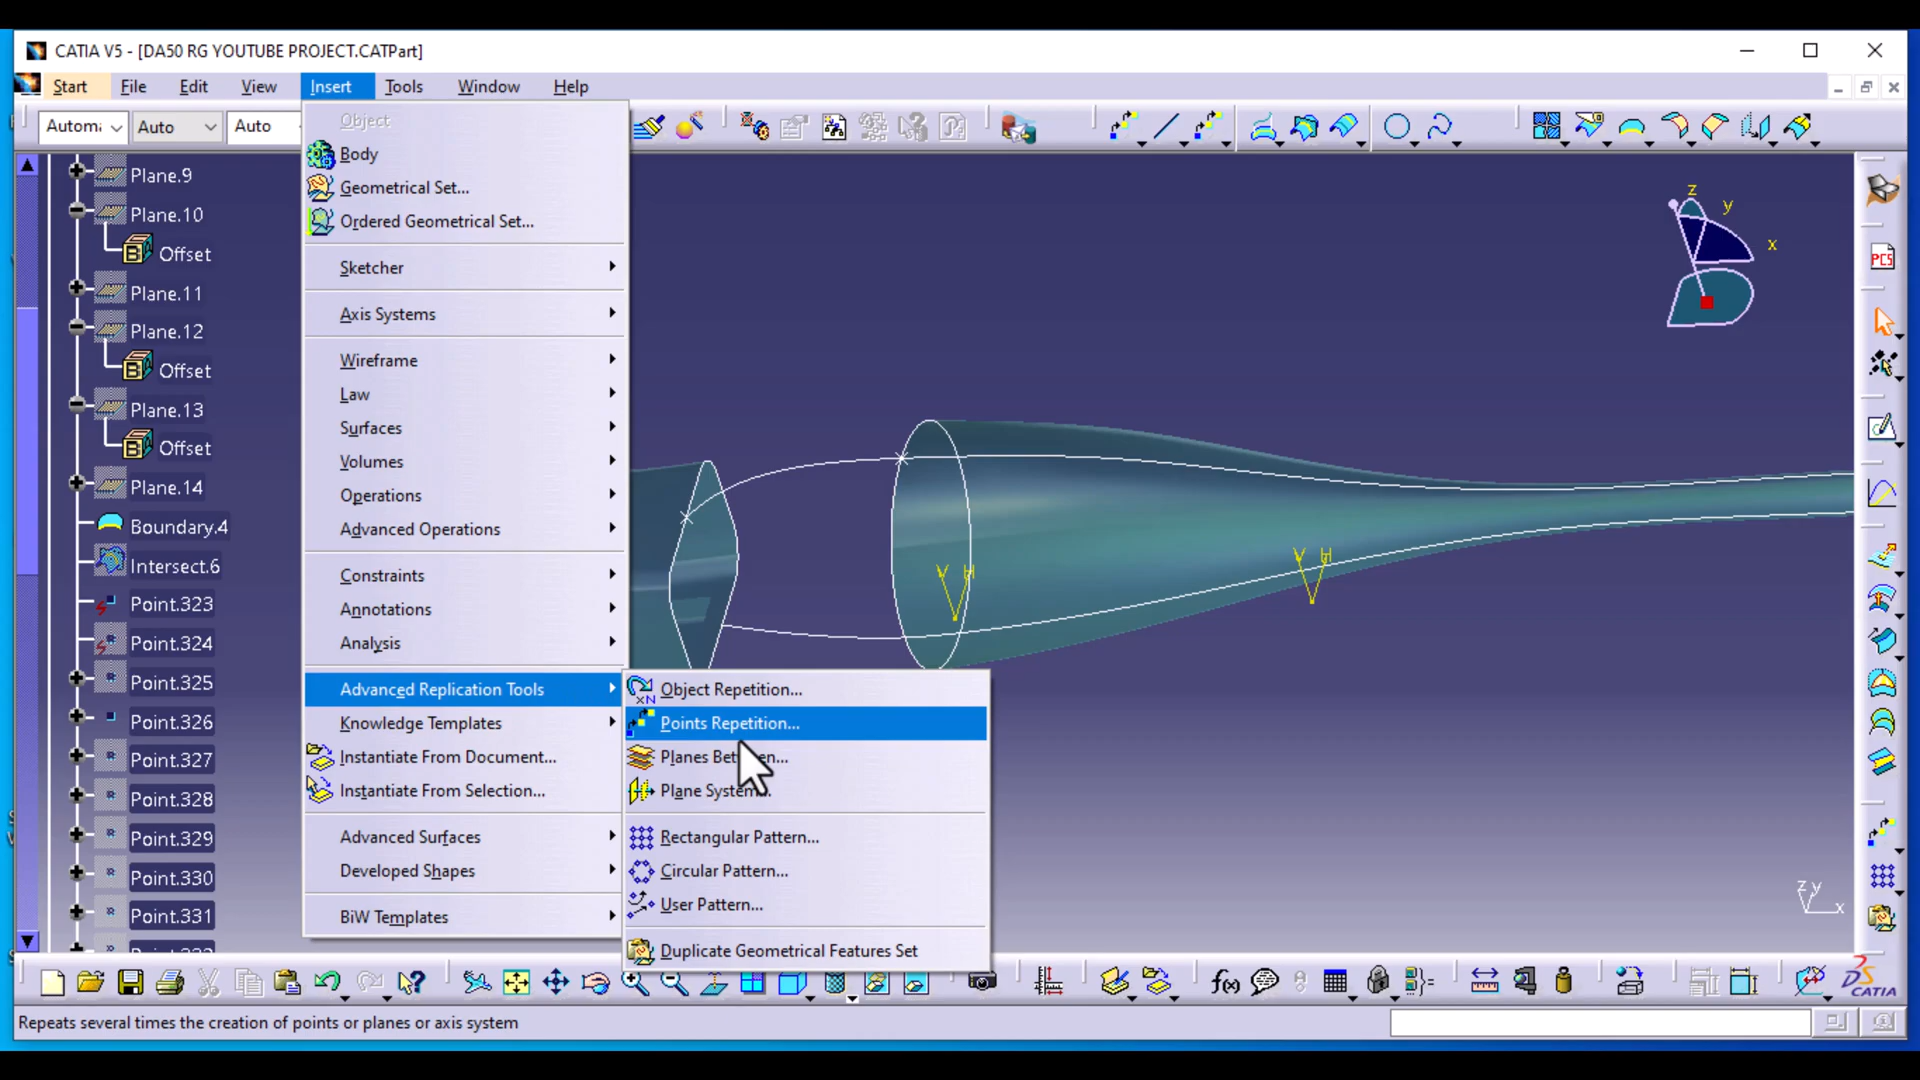 CATIA V5 - [DA50 RG YOUTUBE PROJECT.CATPart]
Start File Edit View Insert Tools Window Help
Auto Auto
Object
Body
Geometrical Set...
Ordered Geometrical Set...
Sketcher
Axis Systems
Wireframe
Law
Surfaces
Volumes
Operations
Advanced Operations
Constraints
Annotations
Analysis
Advanced Replication Tools
Knowledge Templates
Instantiate From Document...
Instantiate From Selection...
Advanced Surfaces
Developed Shapes
BiW Templates
Object Repetition...
Points Repetition...
Planes
Plane System
Rectangular Pattern...
Circular Pattern...
User Pattern...
Duplicate Geometrical Features Set
Plane.9
Plane.10
Offset
Plane.11
Plane.12
Offset
Plane.13
Offset
Plane.14
Boundary.4
Intersect.6
Point.323
Point.324
Point.325
Point.326
Point.327
Point.328
Point.329
Point.330
Point.331
z
y
x
V H
V H
PCS
z y
x
f(x)
CATIA
Repeats several times the creation of points or planes or axis system